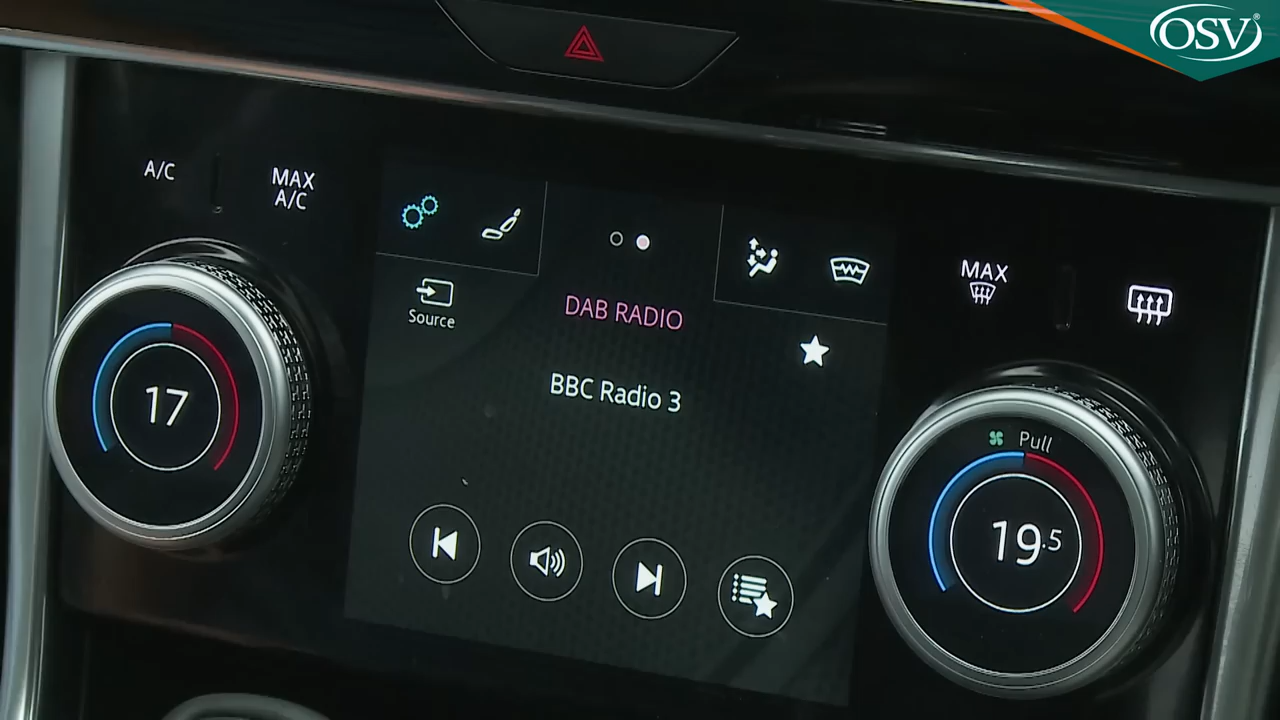 OSV
A/C
MAX
A/C
Source
DAB RADIO
BBC Radio 3
MAX
17
Pull
19.5